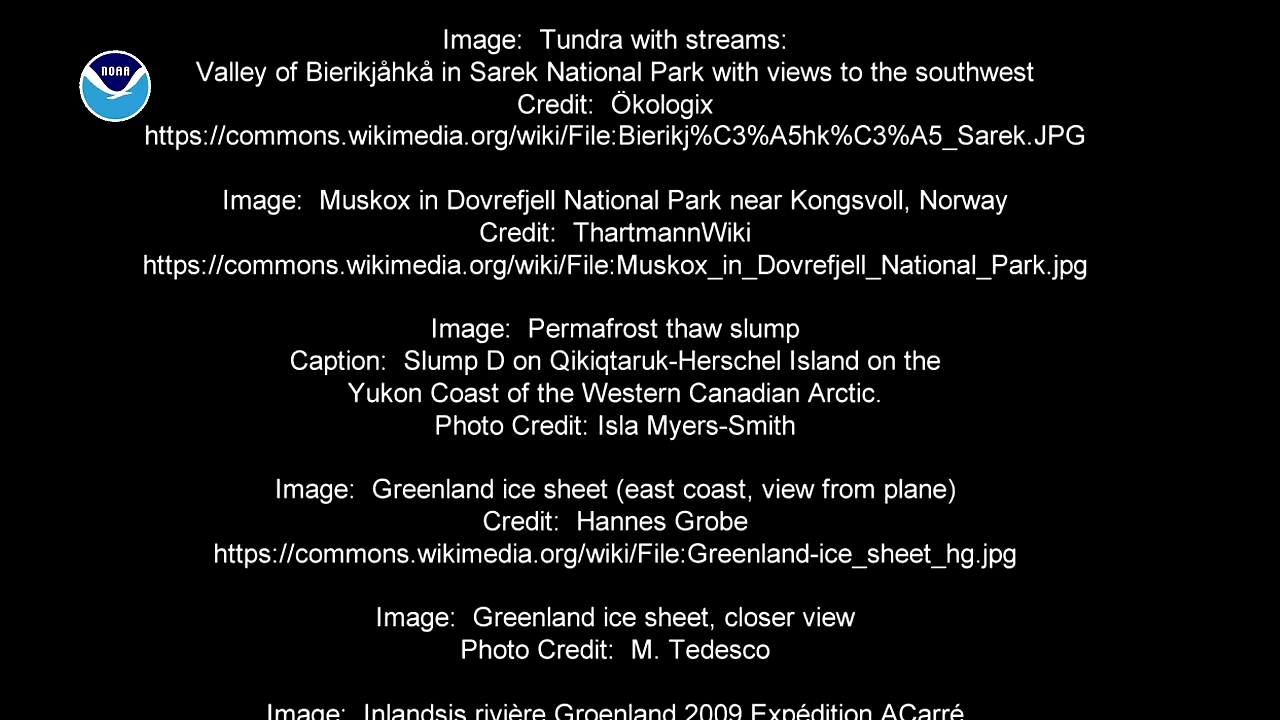 NOAA
Image:  Tundra with streams:
Valley of Bierikjåhkå in Sarek National Park with views to the southwest
Credit:  Ökologix
https://commons.wikimedia.org/wiki/File:Bierikj%C3%A5hk%C3%A5_Sarek.JPG
Image:  Muskox in Dovrefjell National Park near Kongsvoll, Norway
Credit:  ThartmannWiki
https://commons.wikimedia.org/wiki/File:Muskox_in_Dovrefjell_National_Park.jpg
Image:  Permafrost thaw slump
Caption:  Slump D on Qikiqtaruk-Herschel Island on the
Yukon Coast of the Western Canadian Arctic.
Photo Credit: Isla Myers-Smith
Image:  Greenland ice sheet (east coast, view from plane)
Credit:  Hannes Grobe
https://commons.wikimedia.org/wiki/File:Greenland-ice_sheet_hg.jpg
Image:  Greenland ice sheet, closer view
Photo Credit:  M. Tedesco
Image:  Inlandsis rivière Groenland 2009 Expédition ACarré